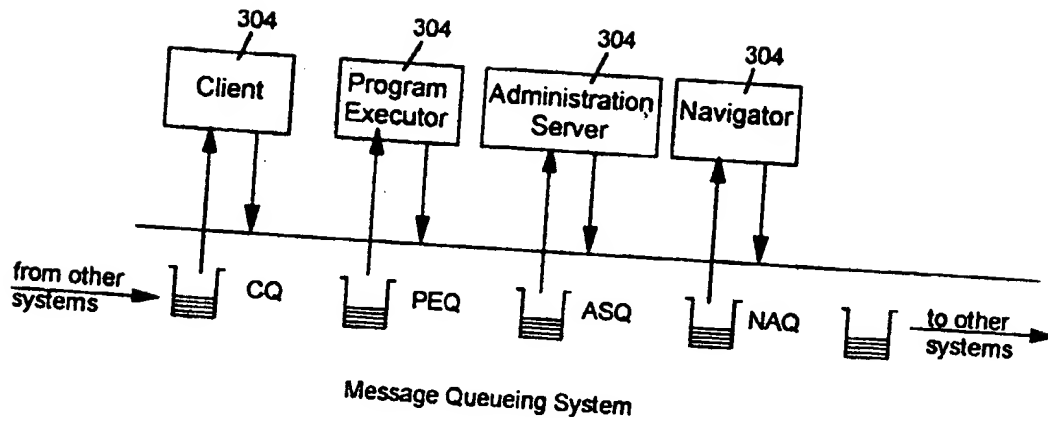 304
304
304
304
Client
Program
Executor
Administration
Server
Navigator
from other
systems
CQ
PEQ
ASQ
NAQ
to other
systems
Message Queueing System